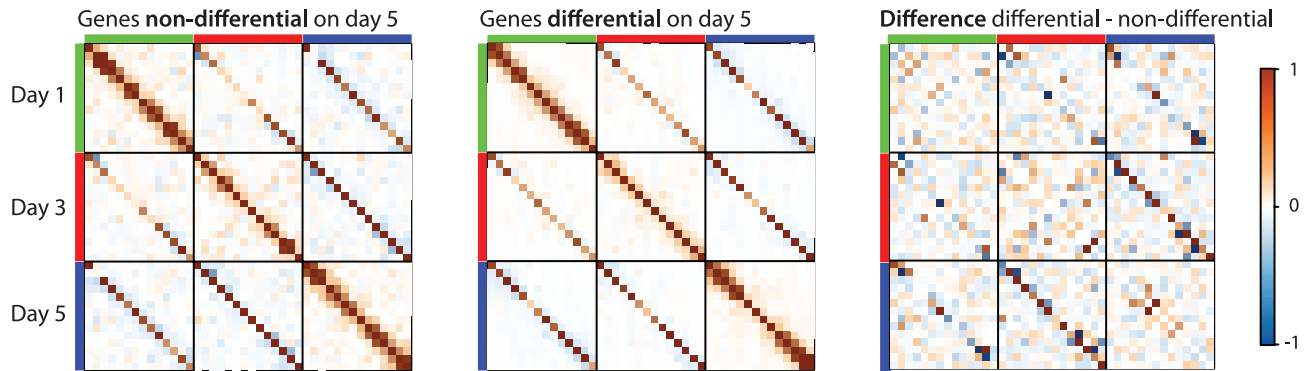 Genes non-differential on day 5
Genes differential on day 5
Difference differential - non-differential
Day 1
Day 3
Day 5
1
0
-1